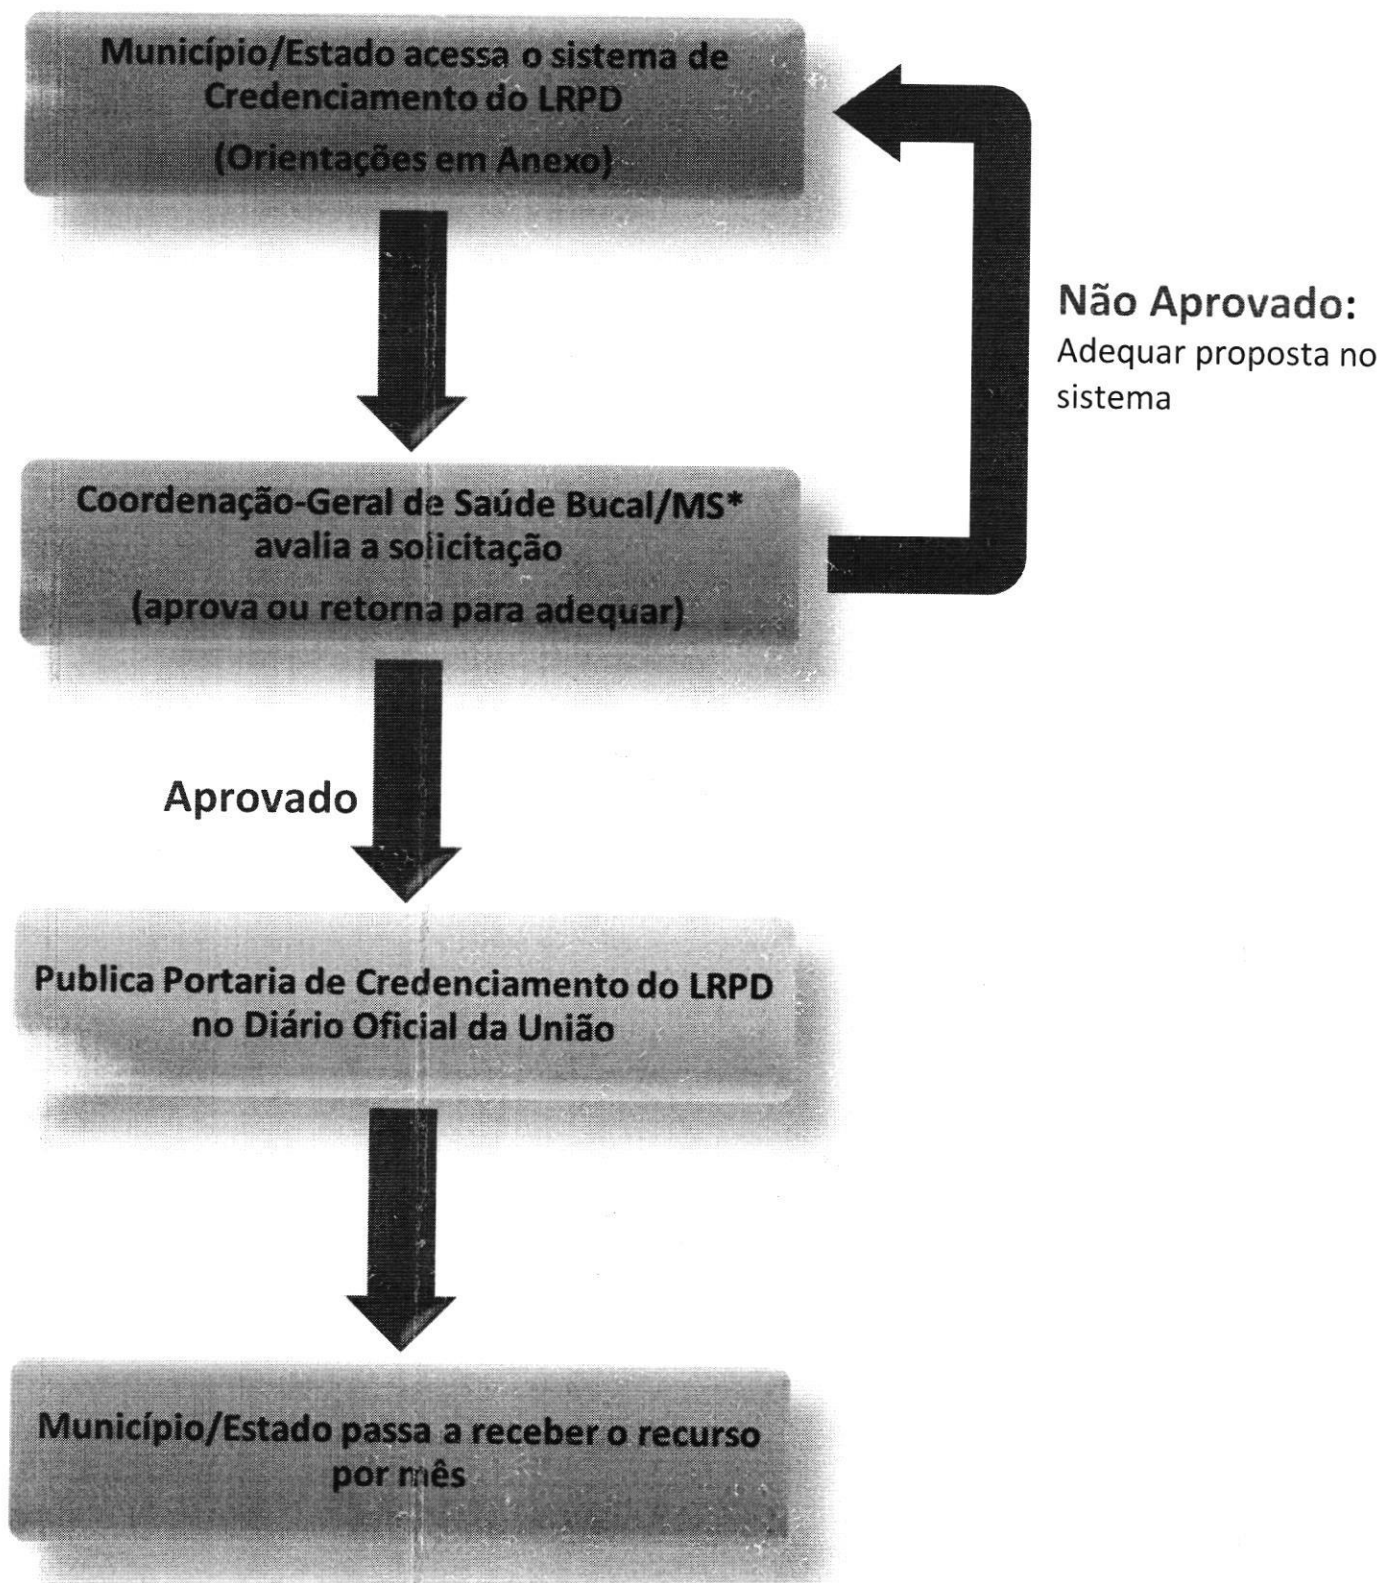 Município/Estado acessa o sistema de
Credenciamento do LRPD
(Orientações em Anexo)
Não Aprovado:
Adequar proposta no
sistema
Coordenação-Geral de Saúde Bucal/MS*
avalia a solicitação
(aprova ou retorna para adequar)
Aprovado
Publica Portaria de Credenciamento do LRPD
no Diário Oficial da União
Município/Estado passa a receber o recurso
por mês